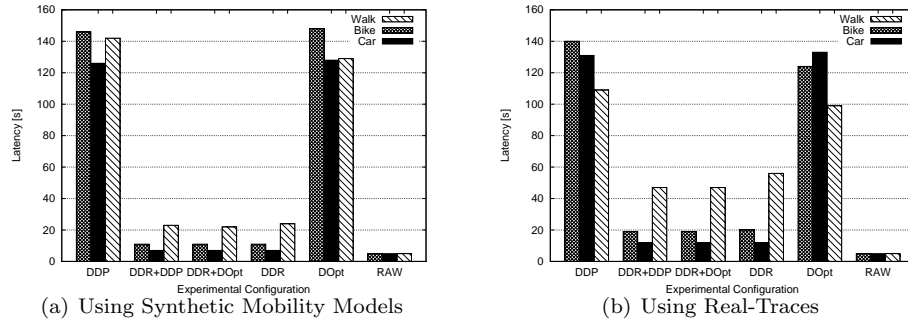 160
140
120
100
80
60
40
20
0
Latency [s]
Walk
Bike
Car
DDP DDR+DDP DDR+DOpt DDR DOpt RAW
Experimental Configuration
(a) Using Synthetic Mobility Models
160
140
120
100
80
60
40
20
0
Latency [s]
Walk
Bike
Car
DDP DDR+DDP DDR+DOpt DDR DOpt RAW
Experimental Configuration
(b) Using Real-Traces